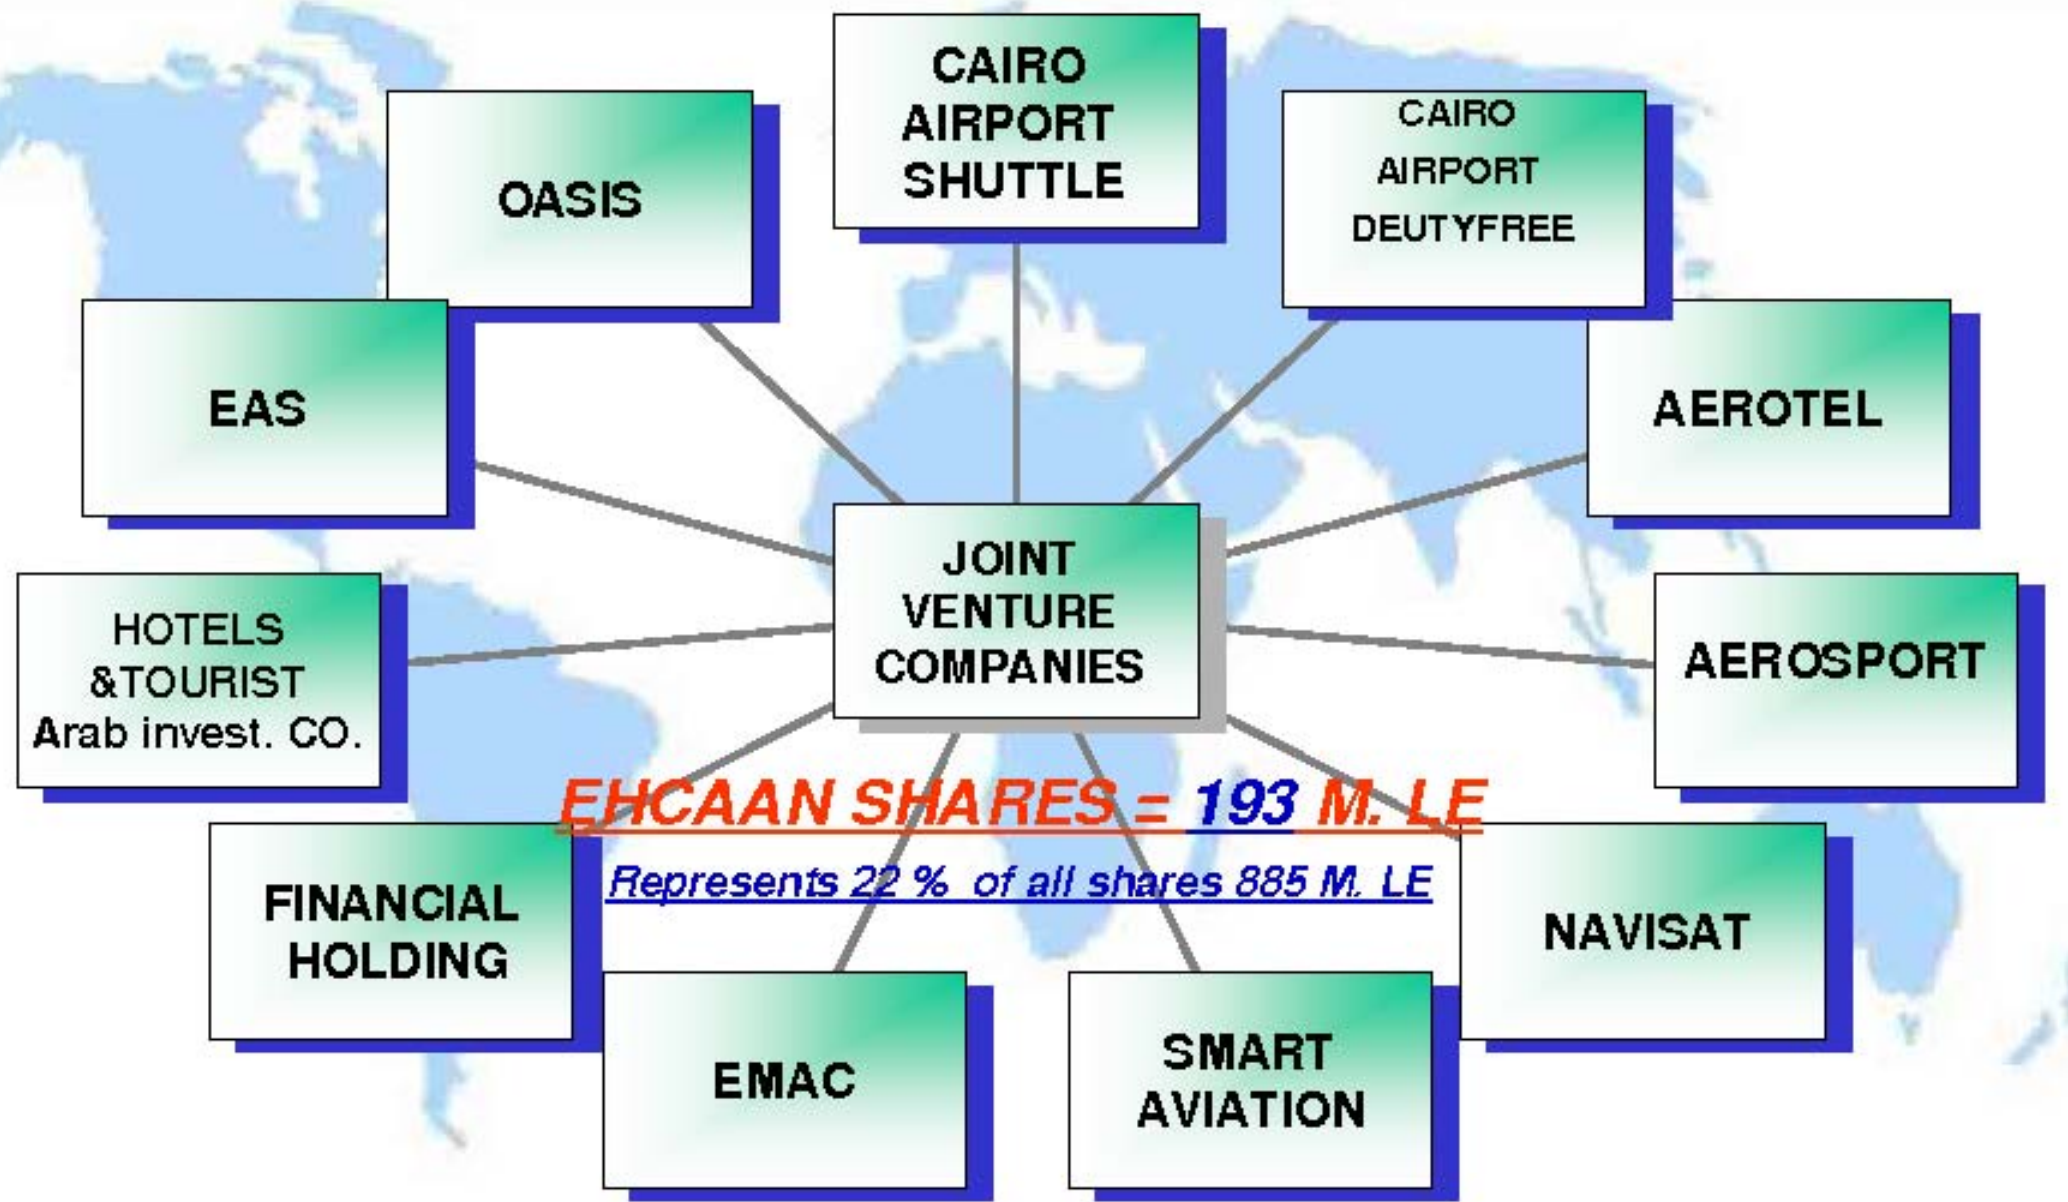 CAIRO
AIRPORT
SHUTTLE
OASIS
CAIRO
AIRPORT
DEUTYFREE
EAS
AEROTEL
JOINT
VENTURE
COMPANIES
HOTELS
&TOURIST
Arab invest. CO.
AEROSPORT
EHCAAN SHARES = 193 M. LE
Represents 22 % of all shares 885 M. LE
FINANCIAL
HOLDING
NAVISAT
EMAC
SMART
AVIATION